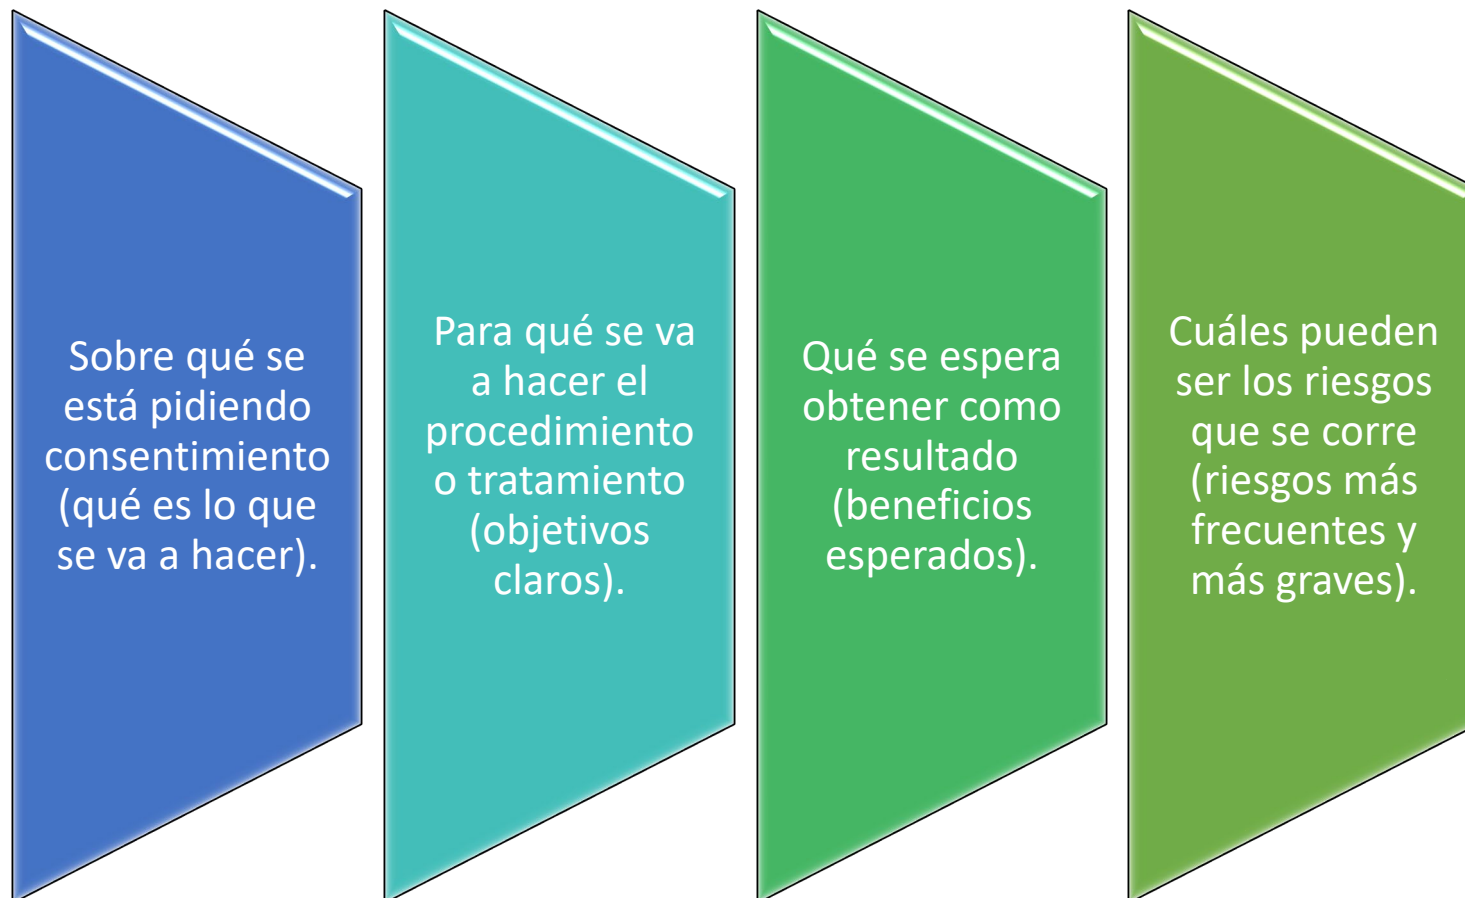 Sobre qué se
está pidiendo
consentimiento
(qué es lo que
se va a hacer).
Para qué se va
a hacer el
procedimiento
o tratamiento
(objetivos
claros).
Qué se espera
obtener como
resultado
(beneficios
esperados).
Cuáles pueden
ser los riesgos
que se corre
(riesgos más
frecuentes y
más graves).